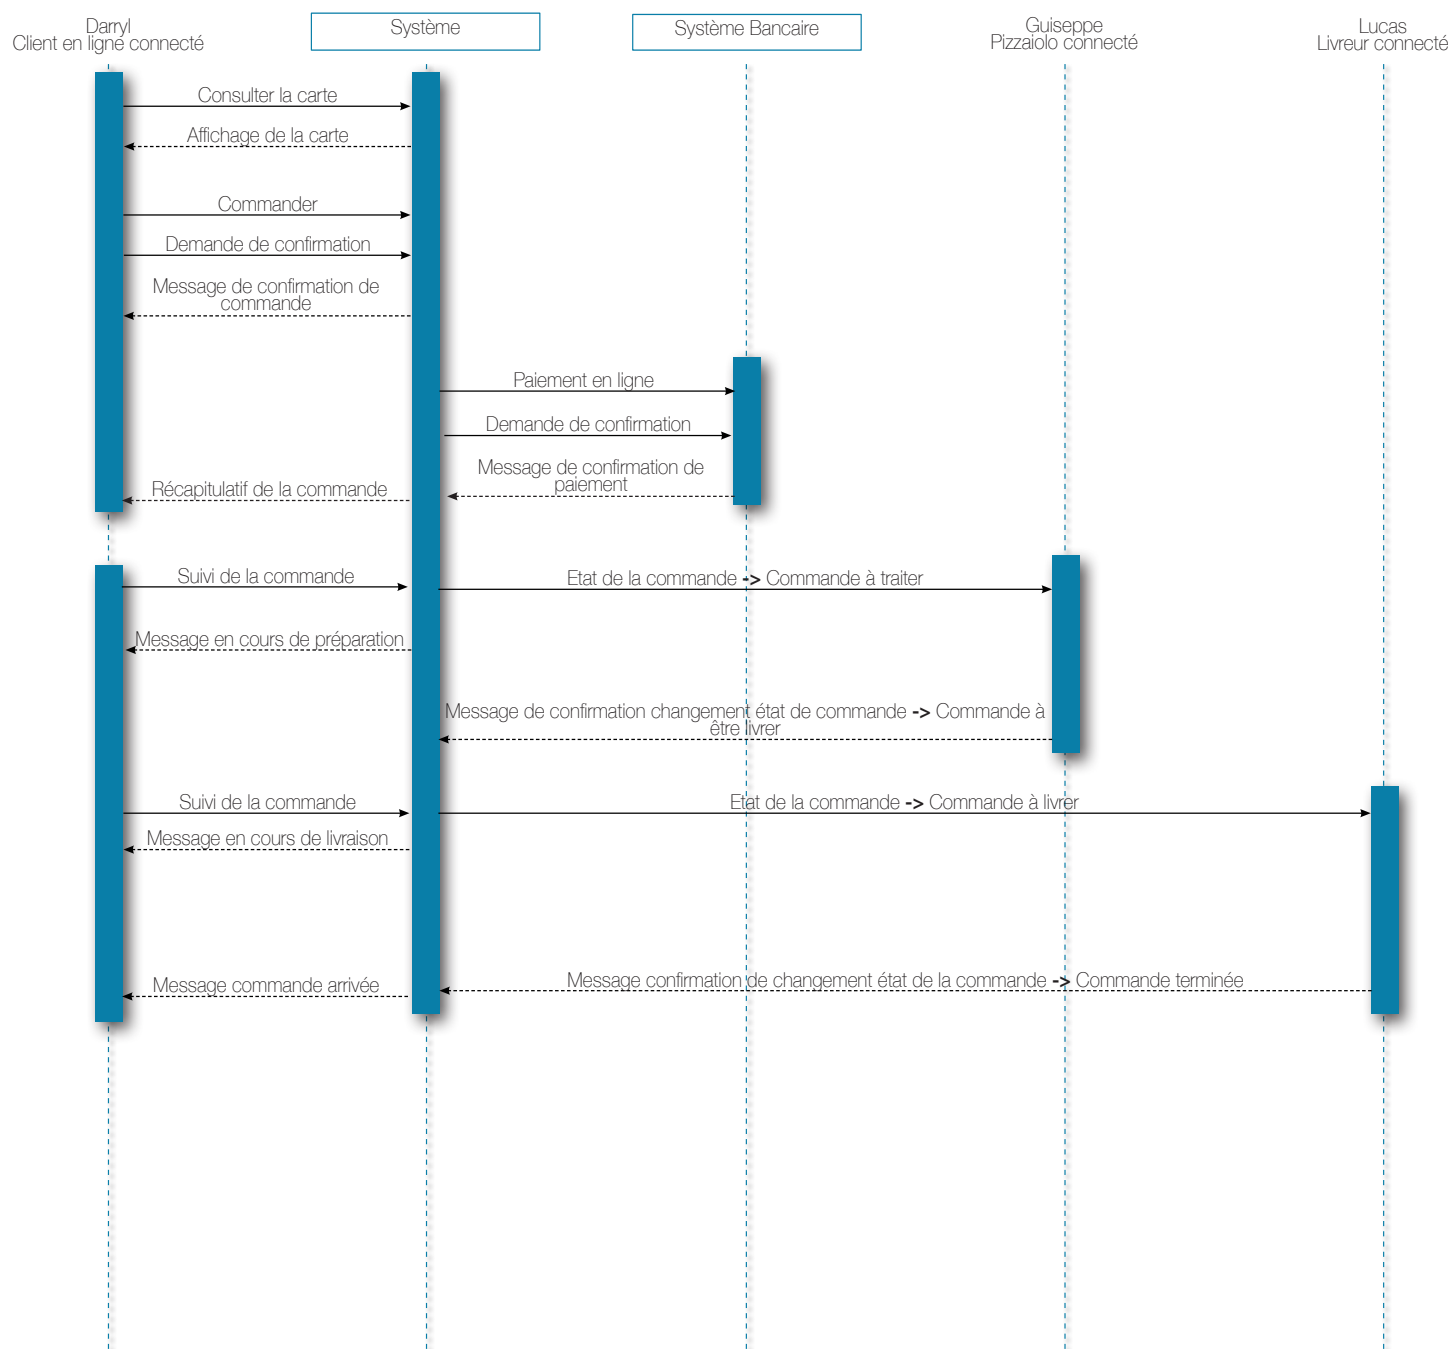 Darryl
Client en ligne connecté
Système
Système Bancaire
Guiseppe
Pizzaiolo connecté
Lucas
Livreur connecté
Consulter la carte
Affichage de la carte
Commander
Demande de confirmation
Message de confirmation de
commande
Paiement en ligne
Demande de confirmation
Message de confirmation de
paiement
Récapitulatif de la commande
Suivi de la commande
Etat de la commande -> Commande à traiter
Message en cours de préparation
Message de confirmation changement état de commande -> Commande à
être livrer
Suivi de la commande
Etat de la commande -> Commande à livrer
Message en cours de livraison
Message confirmation de changement état de la commande -> Commande terminée
Message commande arrivée